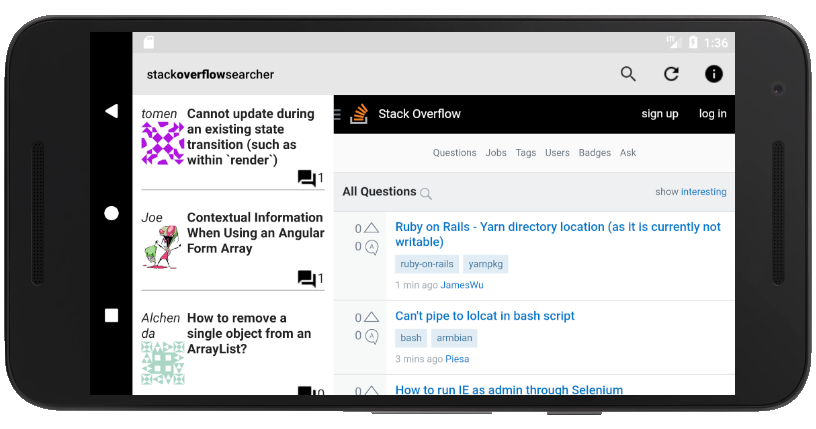 LTE 1:36
stackoverflowsearcher
tomen
Cannot update during
an existing state
transition (such as
within `render`)
1
Joe
Contextual Information
When Using an Angular
Form Array
1
Alchen
da
How to remove a
single object from an
ArrayList?
0
Stack Overflow
sign up
log in
Questions Jobs Tags Users Badges Ask
All Questions
show interesting
0
0 A
Ruby on Rails - Yarn directory location (as it is currently not
writable)
ruby-on-rails yarnpkg
1 min ago JamesWu
0
0 A
Can't pipe to lolcat in bash script
bash armbian
3 mins ago Piesa
0
How to run IE as admin through Selenium